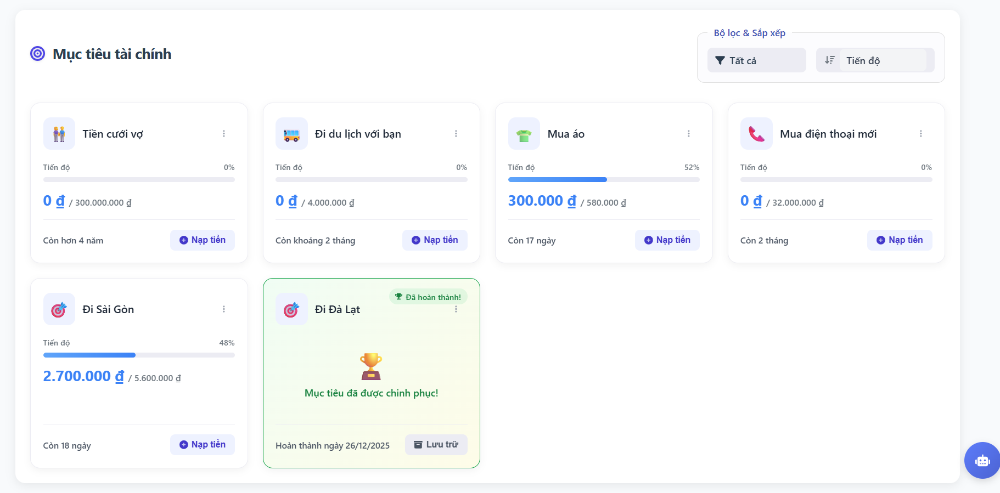 Mục tiêu tài chính
Bộ lọc & Sắp xếp
Tất cả
Tiến độ
Tiền cưới vợ
Tiến độ 0%
0 ₫ / 300.000.000 ₫
Còn hơn 4 năm
Nạp tiền
Đi du lịch với bạn
Tiến độ 0%
0 ₫ / 4.000.000 ₫
Còn khoảng 2 tháng
Nạp tiền
Mua áo
Tiến độ 52%
300.000 ₫ / 580.000 ₫
Còn 17 ngày
Nạp tiền
Mua điện thoại mới
Tiến độ 0%
0 ₫ / 32.000.000 ₫
Còn 2 tháng
Nạp tiền
Đi Sài Gòn
Tiến độ 48%
2.700.000 ₫ / 5.600.000 ₫
Còn 18 ngày
Nạp tiền
Đã hoàn thành!
Đi Đà Lạt
Mục tiêu đã được chinh phục!
Hoàn thành ngày 26/12/2025
Lưu trữ